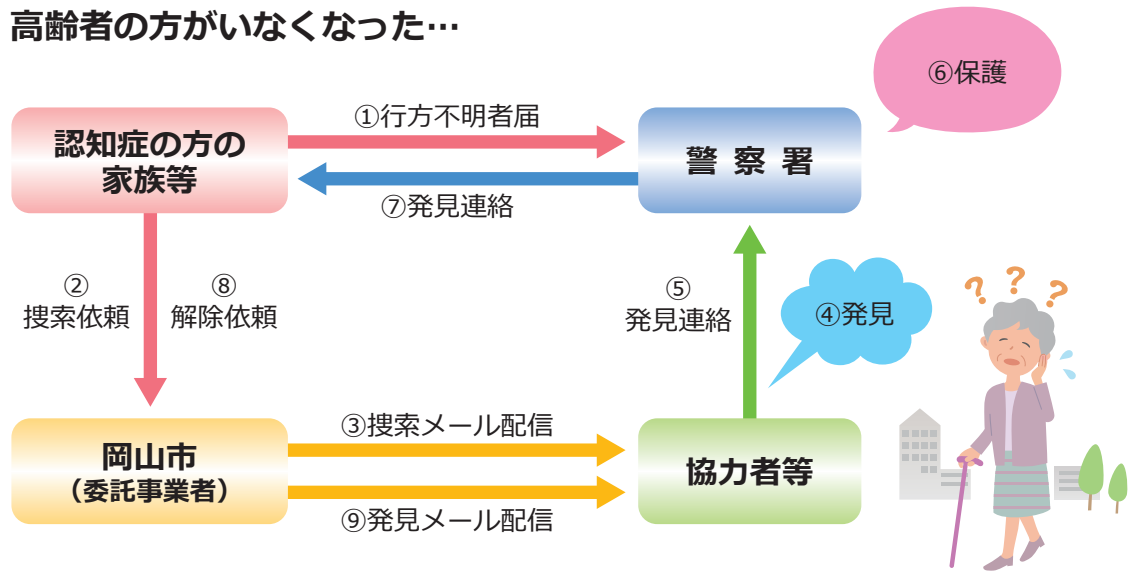 高齢者の方がいなくなった…
⑥保護
①行方不明者届
認知症の方の
家族等
警察署
⑦発見連絡
②
捜索依頼
⑧
解除依頼
⑤
発見連絡
④発見
? ? ?
③捜索メール配信
岡山市
（委託事業者）
協力者等
⑨発見メール配信